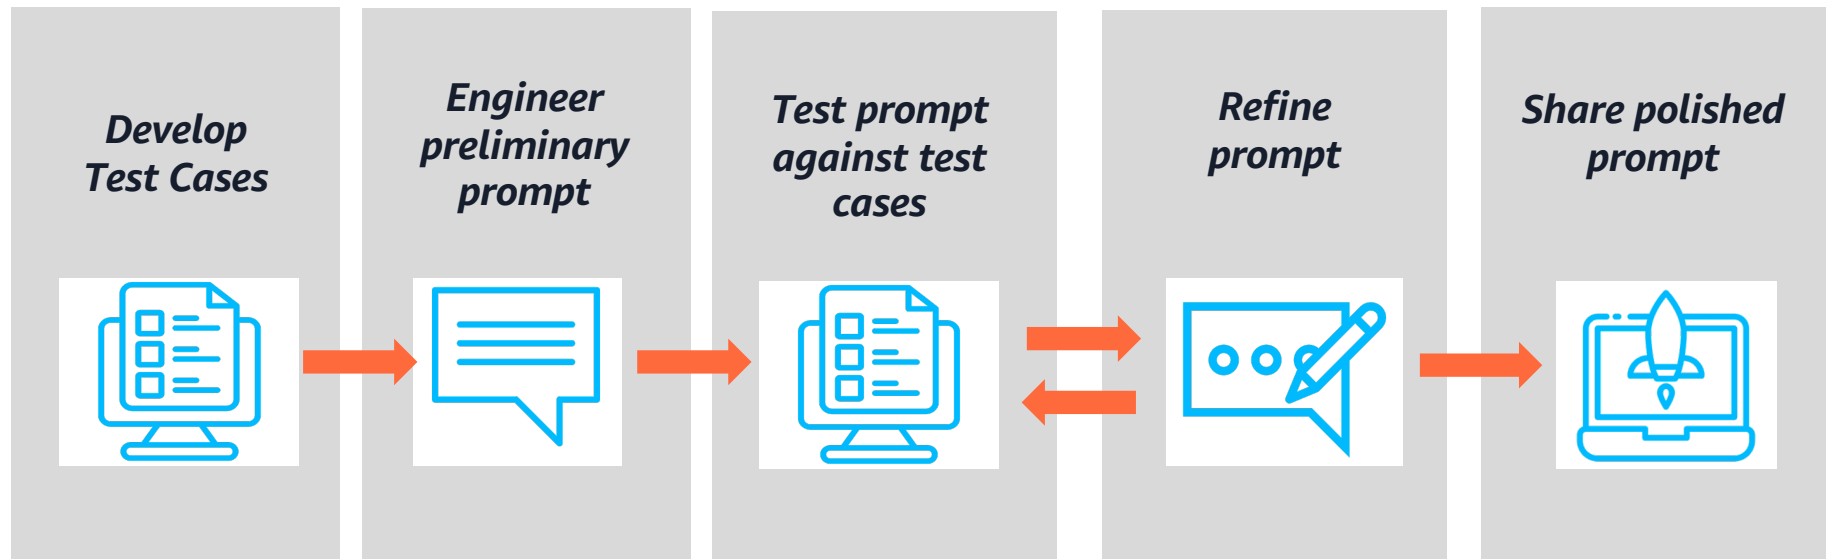 Develop
Test Cases
Engineer
preliminary
prompt
Test prompt
against test
cases
Refine
prompt
Share polished
prompt